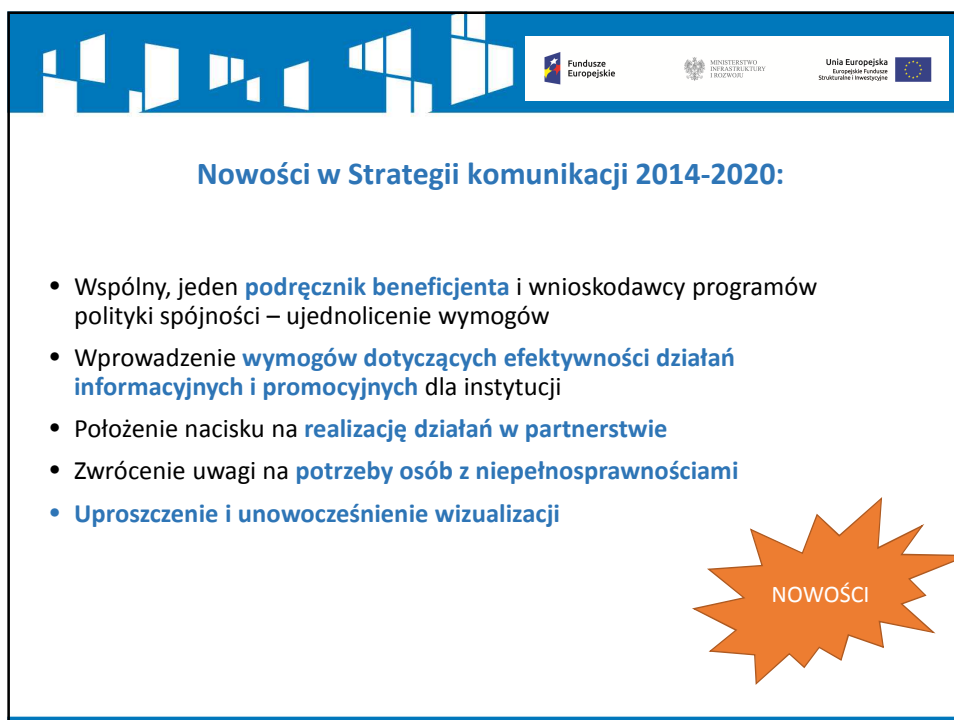 Fundusze
Europejskie
MINISTERSTWO
INFRASTRUKTURY
I ROZWOJU
Unia Europejska
Europejskie Fundusze
Strukturalne i Inwestycyjne
Nowości w Strategii komunikacji 2014-2020:
• Wspólny, jeden podręcznik beneficjenta i wnioskodawcy programów
polityki spójności – ujednolicenie wymogów
• Wprowadzenie wymogów dotyczących efektywności działań
informacyjnych i promocyjnych dla instytucji
• Położenie nacisku na realizację działań w partnerstwie
• Zwrócenie uwagi na potrzeby osób z niepełnosprawnościami
• Uproszczenie i unowocześnienie wizualizacji
NOWOŚCI